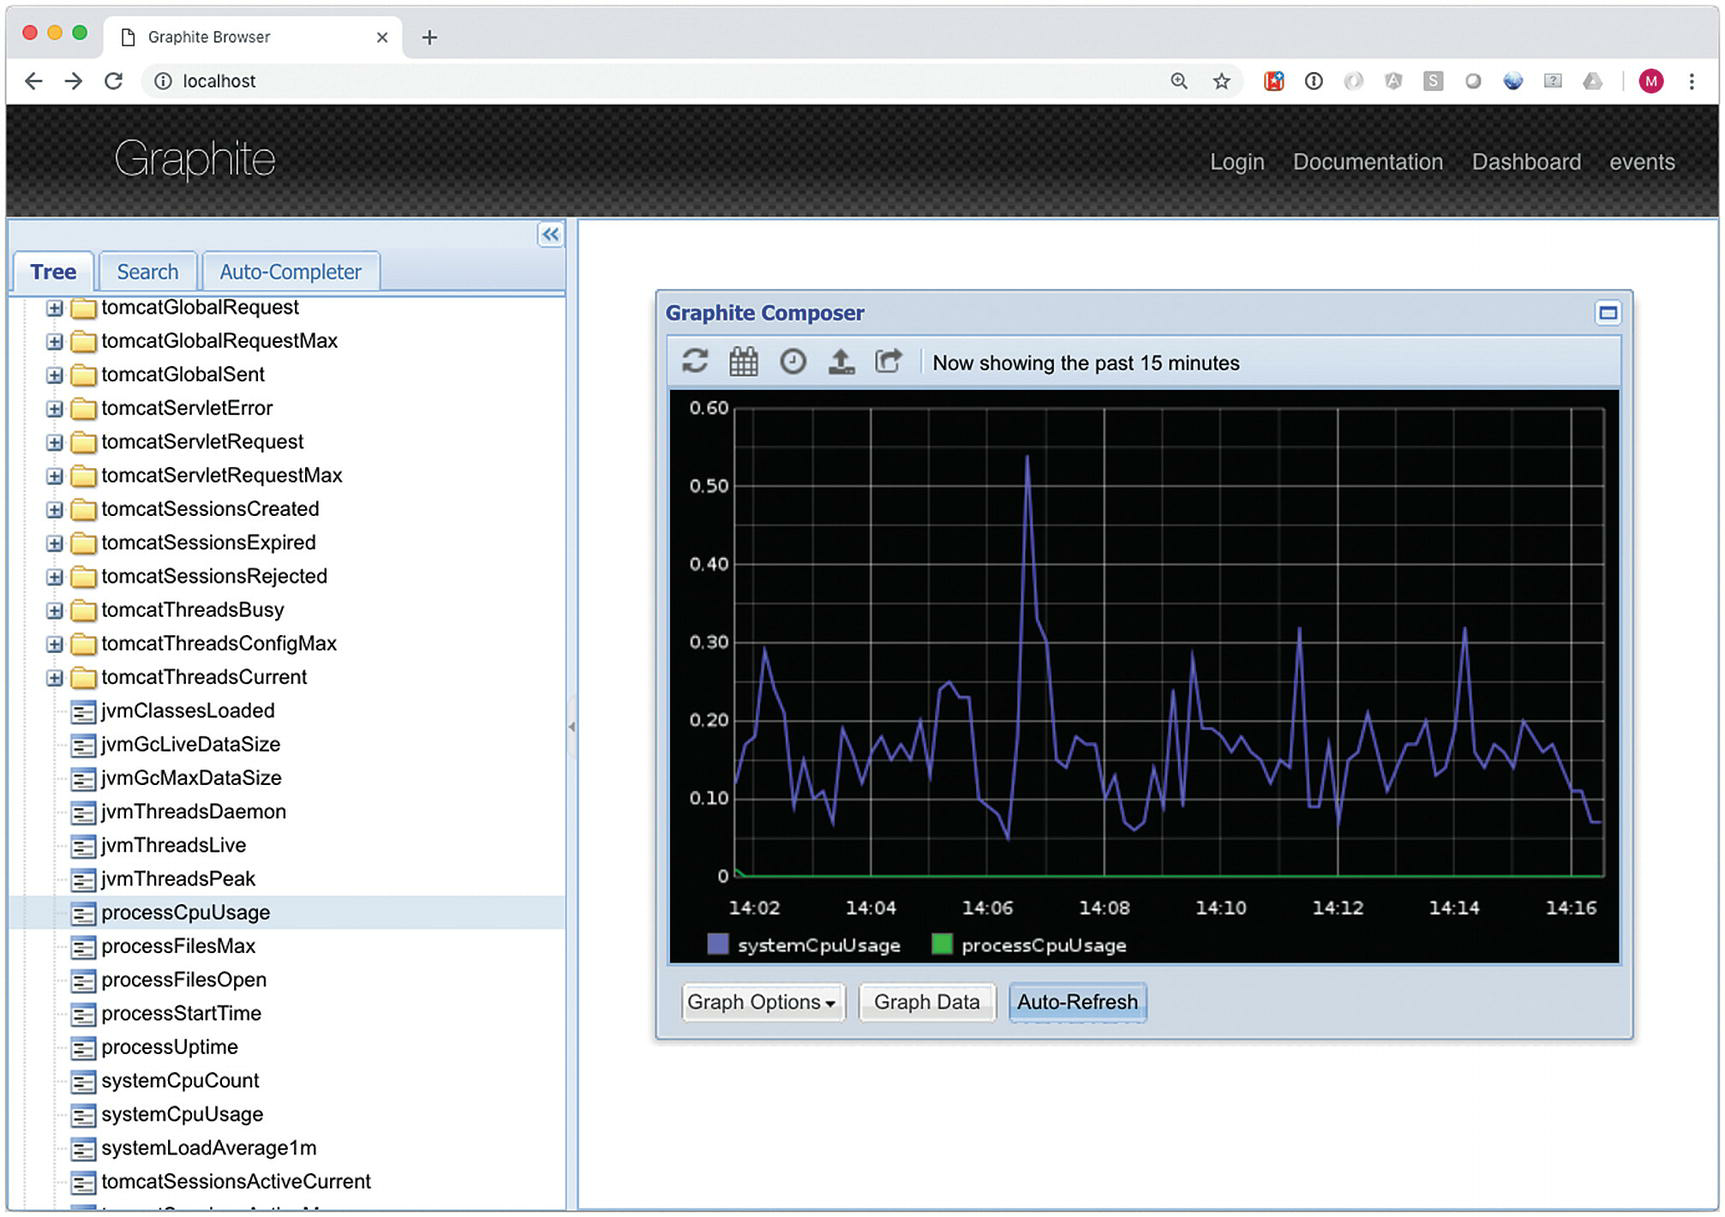 Graphite Browser
localhost
M
Graphite
Login Documentation Dashboard events
Tree Search Auto-Completer
tomcatGlobalRequest
tomcatGlobalRequestMax
tomcatGlobalSent
tomcatServletError
tomcatServletRequest
tomcatServletRequestMax
tomcatSessionsCreated
tomcatSessionsExpired
tomcatSessionsRejected
tomcatThreadsBusy
tomcatThreadsConfigMax
tomcatThreadsCurrent
jvmClassesLoaded
jvmGcLiveDataSize
jvmGcMaxDataSize
jvmThreadsDaemon
jvmThreadsLive
jvmThreadsPeak
processCpuUsage
processFilesMax
processFilesOpen
processStartTime
processUptime
systemCpuCount
systemCpuUsage
systemLoadAverage1m
tomcatSessionsActiveCurrent
Graphite Composer
Now showing the past 15 minutes
0.60
0.50
0.40
0.30
0.20
0.10
0
14:02 14:04 14:06 14:08 14:10 14:12 14:14 14:16
systemCpuUsage processCpuUsage
Graph Options Graph Data Auto-Refresh